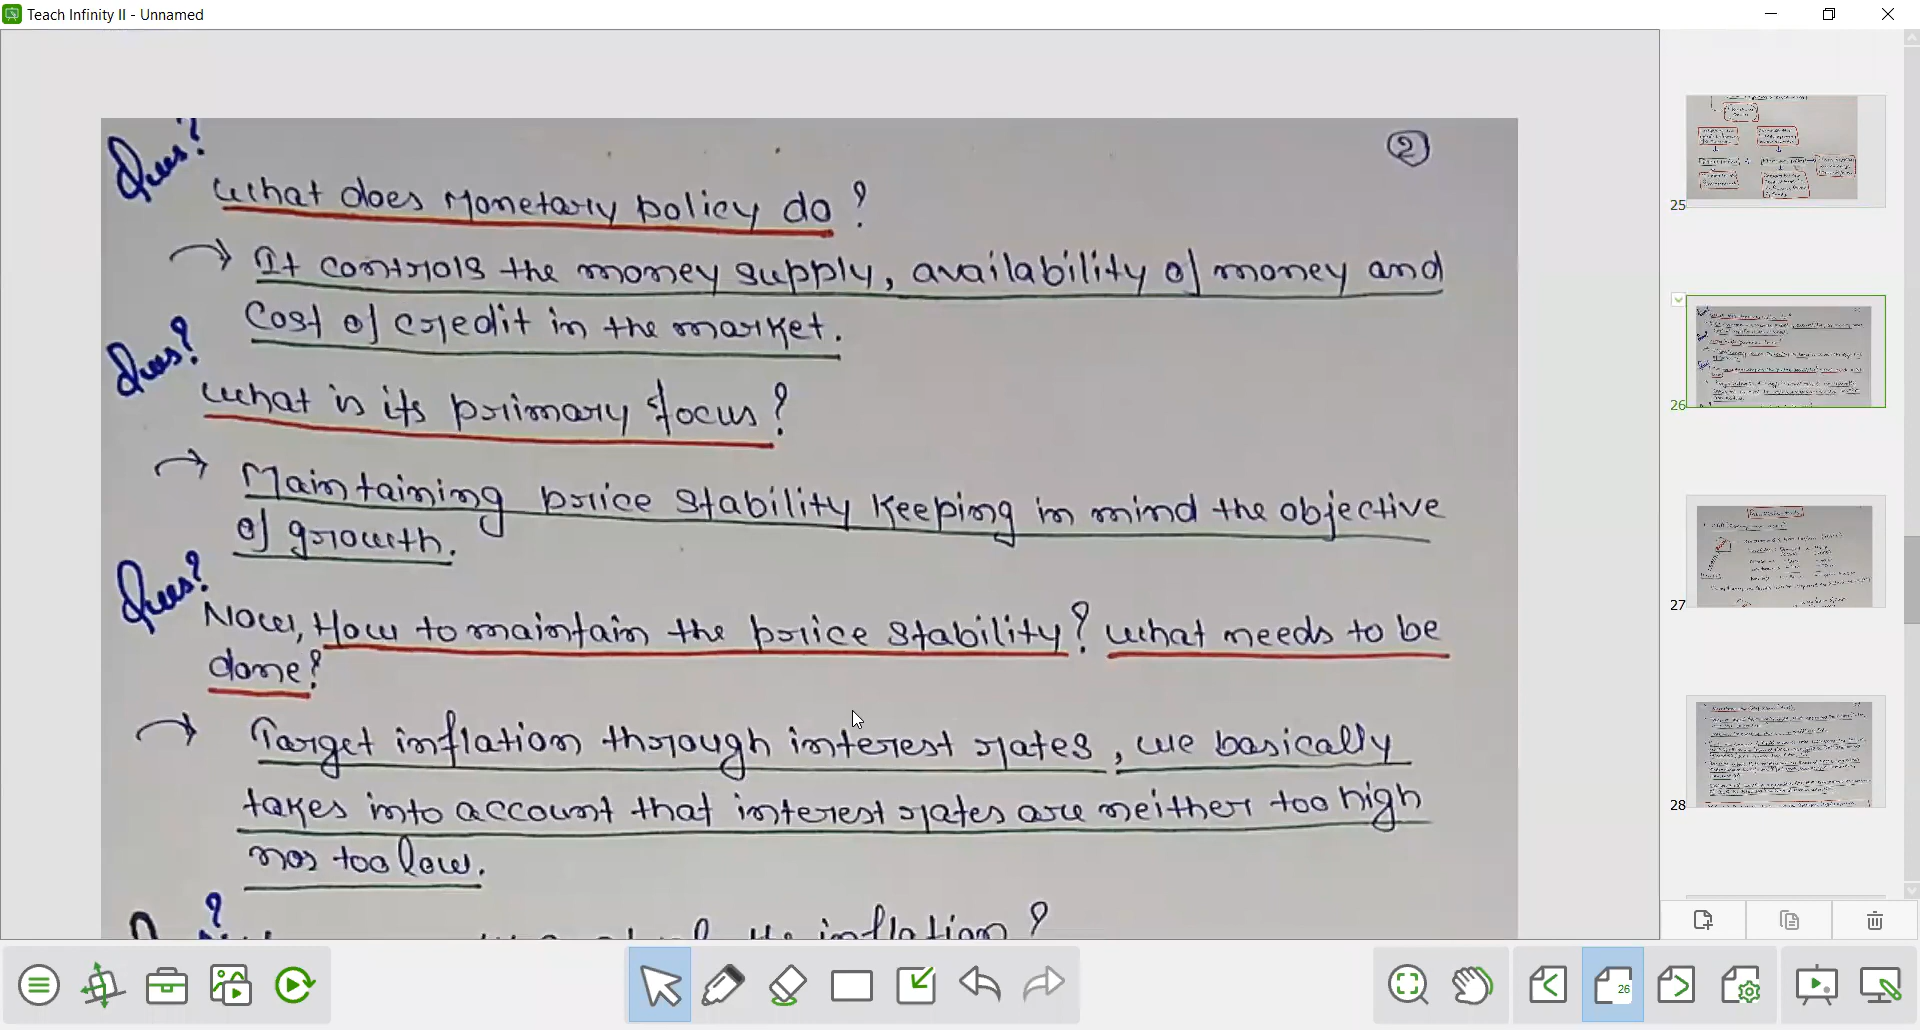 Teach Infinity II - Unnamed
Ques?
2
What does Monetary policy do?
It controls the money supply, availability of money and
Cost of credit in the market.
Ques?
What is its primary focus?
Maintaining price stability keeping in mind the objective
of growth.
Ques?
Now, How to maintain the price stability? What needs to be
done?
Target inflation through interest rates, we basically
takes into account that interest rates are neither too high
nor too low.
inflation?
25
26
27
28
26